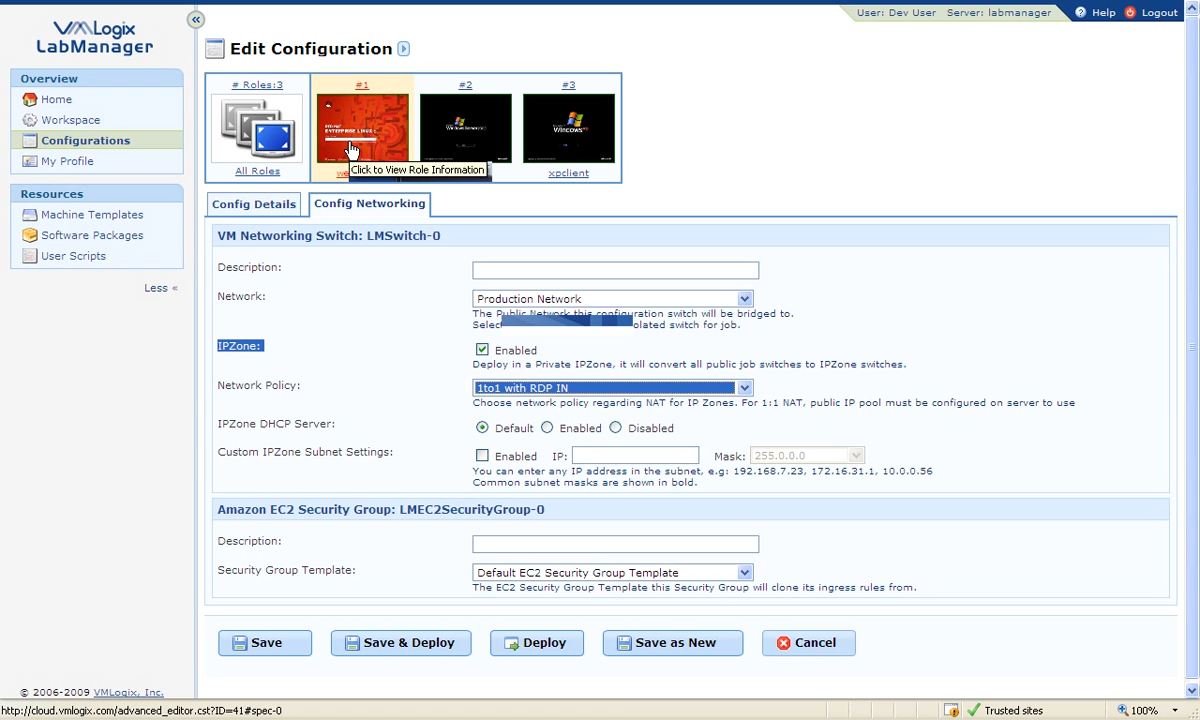 User: Dev User Server: labmanager
Help
Logout
VMLogix
LABMANAGER
Overview
Home
Workspace
Configurations
My Profile
Resources
Machine Templates
Software Packages
User Scripts
Less «
© 2006-2009 VMLogix, Inc.
Edit Configuration
# Roles:3
All Roles
#1
ENTERPRISE LINUX
we
Click to View Role Information
#2
#3
Windows
xpclient
Config Details
Config Networking
VM Networking Switch: LMSwitch-0
Description:
Network:
Production Network
The Public Network this configuration switch will be bridged to.
Select olated switch for job.
IPZone:
Enabled
Deploy in a Private IPZone, it will convert all public job switches to IPZone switches.
Network Policy:
1to1 with RDP IN
Choose network policy regarding NAT for IP Zones. For 1:1 NAT, public IP pool must be configured on server to use
IPZone DHCP Server:
Default Enabled Disabled
Custom IPZone Subnet Settings:
Enabled IP: Mask: 255.0.0.0
You can enter any IP address in the subnet, e.g: 192.168.7.23, 172.16.31.1, 10.0.0.56
Common subnet masks are shown in bold.
Amazon EC2 Security Group: LMEC2SecurityGroup-0
Description:
Security Group Template:
Default EC2 Security Group Template
The EC2 Security Group Template this Security Group will clone its ingress rules from.
Save
Save & Deploy
Deploy
Save as New
Cancel
http://cloud.vmlogix.com/advanced_editor.cst?ID=41#spec-0
Trusted sites
100%